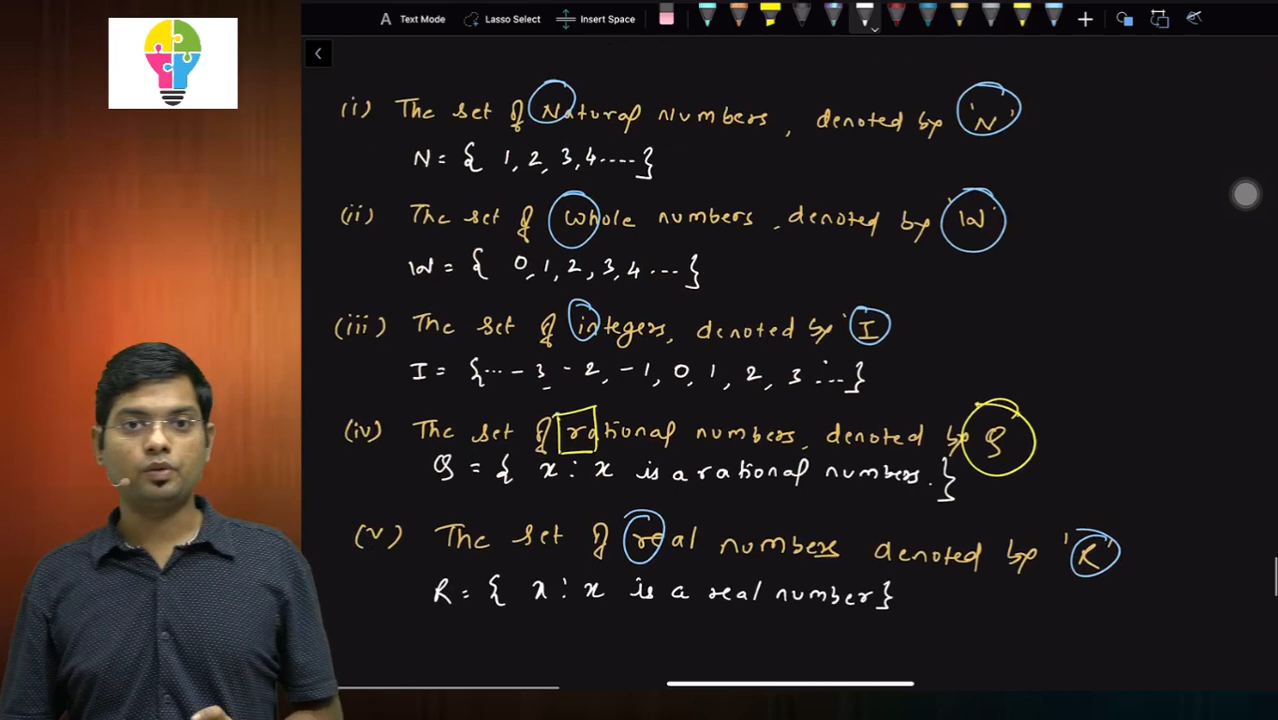 Text Mode Lasso Select Insert Space
(ii) The set of Natural Numbers, denoted by 'N'
N = { 1, 2, 3, 4 ---- }
(ii) The set of Whole numbers, denoted by 'W'
W = { 0, 1, 2, 3, 4 --- }
(iii) The set of integers, denoted by 'I'
I = {--- -3 -2, -1, 0, 1, 2, 3 ---}
(iv) The set of rational numbers, denoted by Q
Q = { x : x is a rational numbers. }
(v) The set of real numbers denoted by 'R'
R = { x : x is a real number}